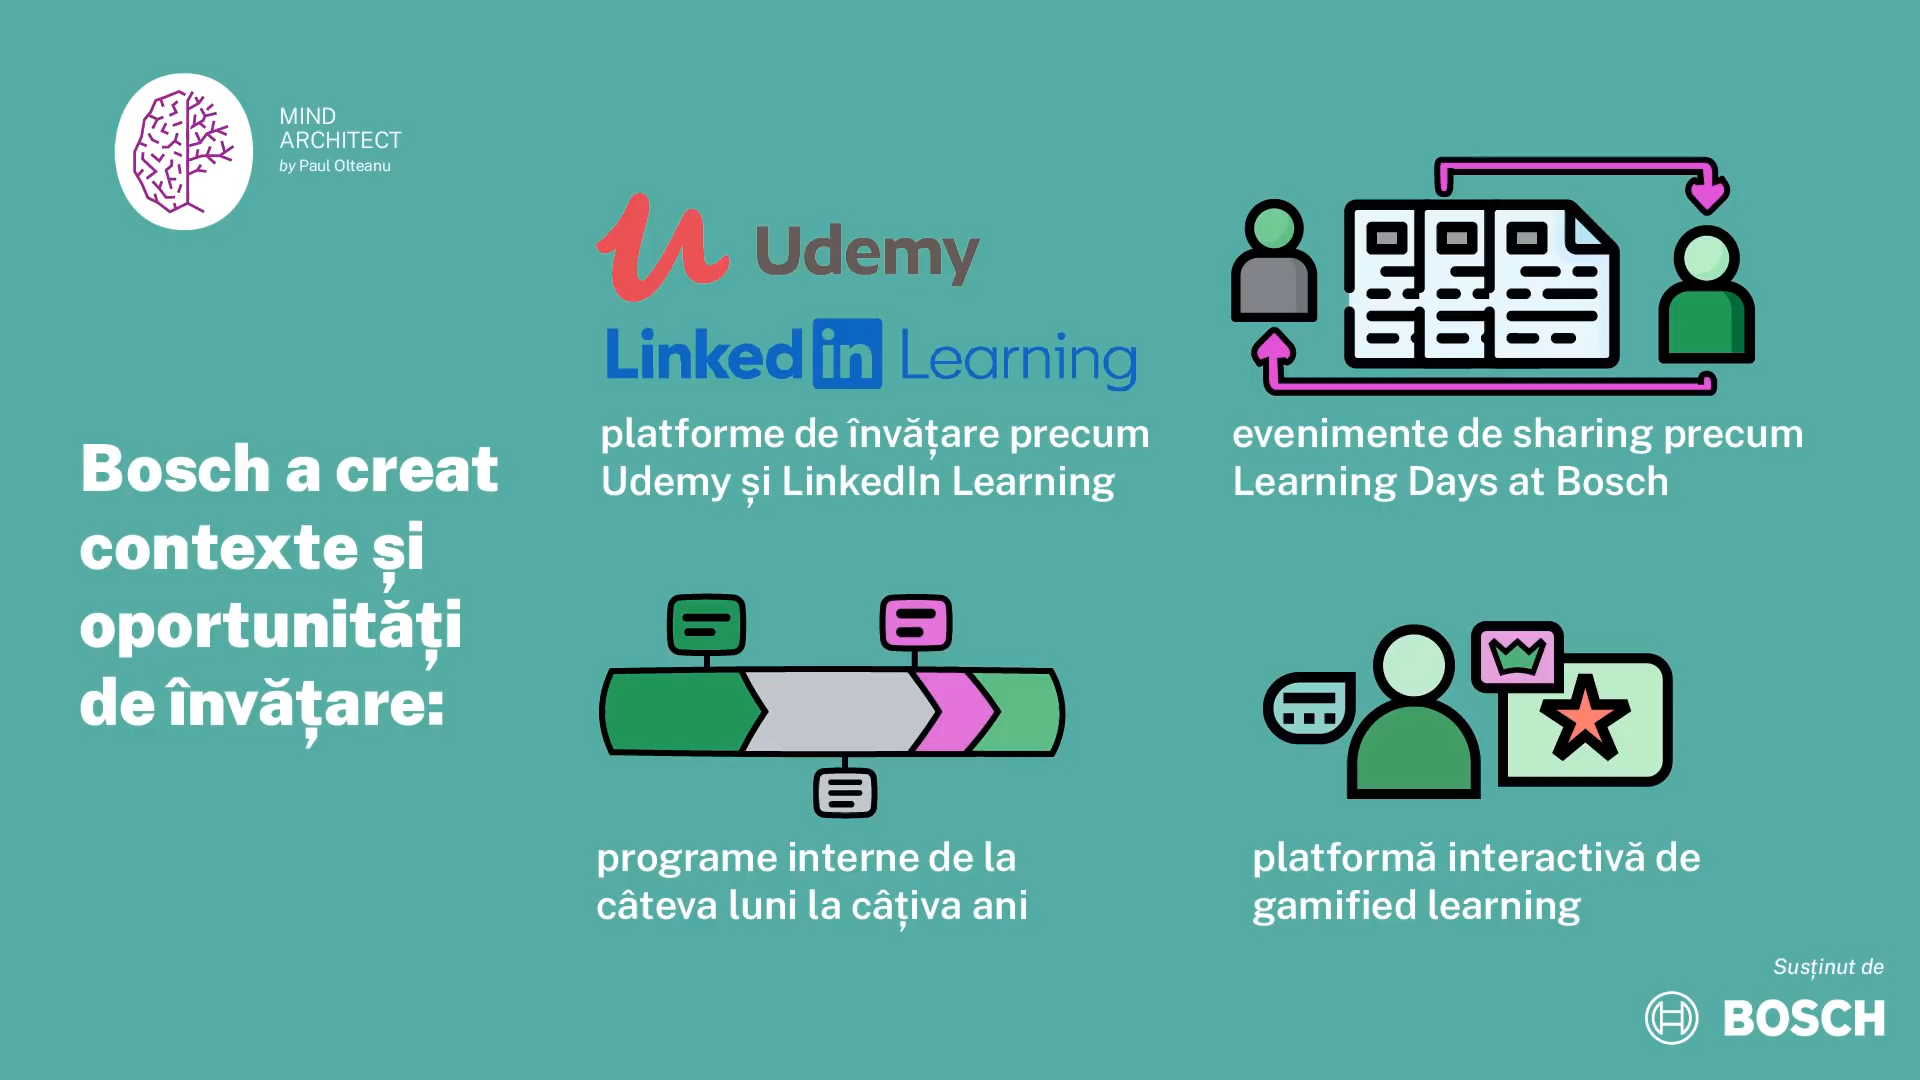 MIND
ARCHITECT
by Paul Olteanu
Bosch a creat
contexte și
oportunități
de învățare:
Udemy
Linkedin Learning
platforme de învățare precum
Udemy și LinkedIn Learning
evenimente de sharing precum
Learning Days at Bosch
programe interne de la
câteva luni la câțiva ani
platformă interactivă de
gamified learning
Susținut de
BOSCH